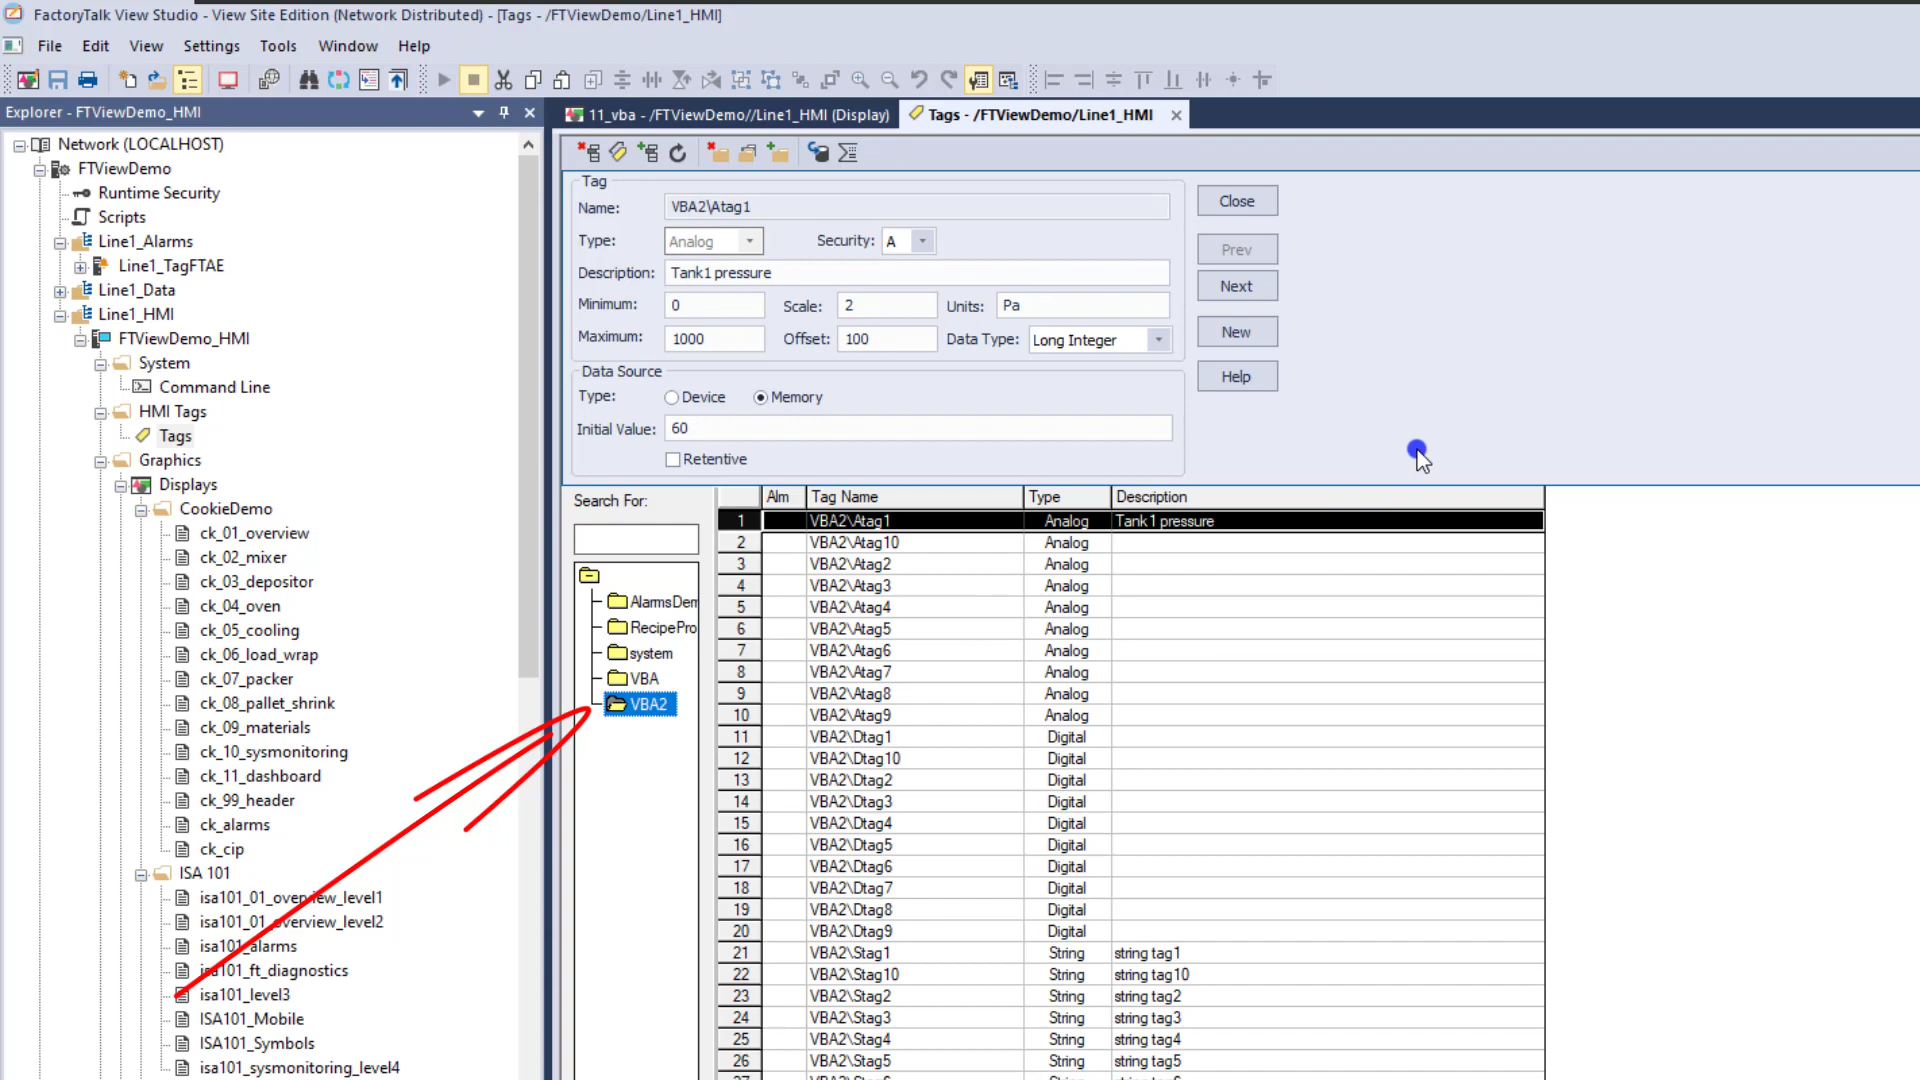 FactoryTalk View Studio - View Site Edition (Network Distributed) - [Tags - /FTViewDemo/Line1_HMI]
File Edit View Settings Tools Window Help
Explorer - FTViewDemo_HMI
Network (LOCALHOST)
FTViewDemo
Runtime Security
Scripts
Line1_Alarms
Line1_TagFTAE
Line1_Data
Line1_HMI
FTViewDemo_HMI
System
Command Line
HMI Tags
Tags
Graphics
Displays
CookieDemo
ck_01_overview
ck_02_mixer
ck_03_depositor
ck_04_oven
ck_05_cooling
ck_06_load_wrap
ck_07_packer
ck_08_pallet_shrink
ck_09_materials
ck_10_sysmonitoring
ck_11_dashboard
ck_99_header
ck_alarms
ck_cip
ISA 101
isa101_01_overview_level1
isa101_01_overview_level2
isa101_alarms
isa101_ft_diagnostics
isa101_level3
ISA101_Mobile
ISA101_Symbols
isa101_sysmonitoring_level4
11_vba - /FTViewDemo//Line1_HMI (Display)
Tags - /FTViewDemo/Line1_HMI
Tag
Name: VBA2\Atag1
Type: Analog Security: A
Description: Tank1 pressure
Minimum: 0 Scale: 2 Units: Pa
Maximum: 1000 Offset: 100 Data Type: Long Integer
Data Source
Type: Device Memory
Initial Value: 60
Retentive
Close
Prev
Next
New
Help
Search For:
AlarmsDem
RecipePro
system
VBA
VBA2
Alm Tag Name Type Description
1 VBA2\Atag1 Analog Tank1 pressure
2 VBA2\Atag10 Analog
3 VBA2\Atag2 Analog
4 VBA2\Atag3 Analog
5 VBA2\Atag4 Analog
6 VBA2\Atag5 Analog
7 VBA2\Atag6 Analog
8 VBA2\Atag7 Analog
9 VBA2\Atag8 Analog
10 VBA2\Atag9 Analog
11 VBA2\Dtag1 Digital
12 VBA2\Dtag10 Digital
13 VBA2\Dtag2 Digital
14 VBA2\Dtag3 Digital
15 VBA2\Dtag4 Digital
16 VBA2\Dtag5 Digital
17 VBA2\Dtag6 Digital
18 VBA2\Dtag7 Digital
19 VBA2\Dtag8 Digital
20 VBA2\Dtag9 Digital
21 VBA2\Stag1 String string tag1
22 VBA2\Stag10 String string tag10
23 VBA2\Stag2 String string tag2
24 VBA2\Stag3 String string tag3
25 VBA2\Stag4 String string tag4
26 VBA2\Stag5 String string tag5